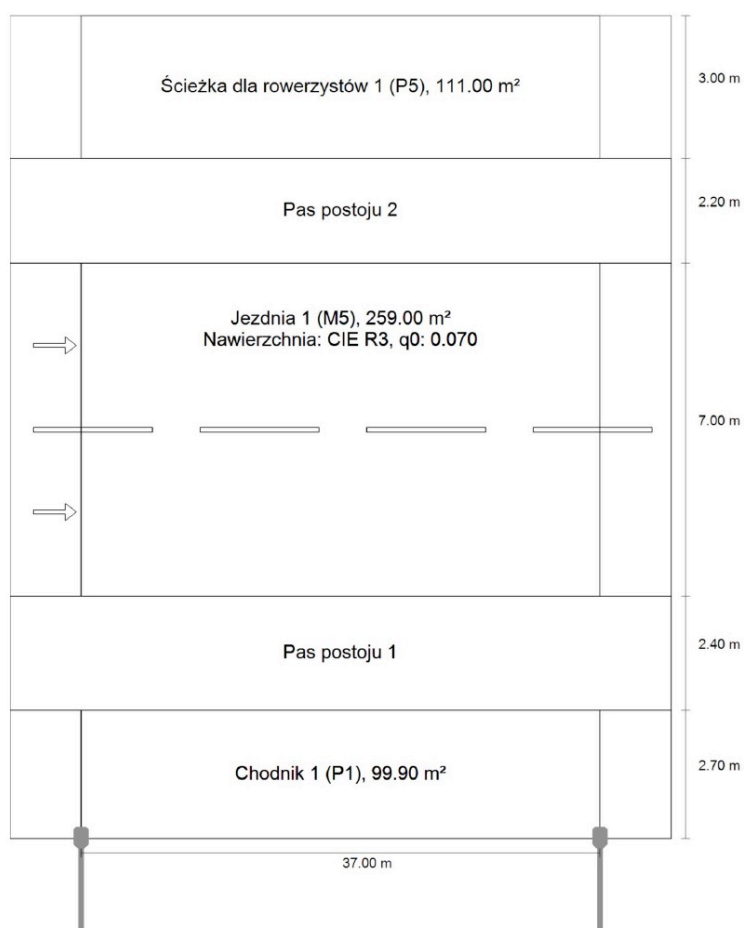 Ścieżka dla rowerzystów 1 (P5), 111.00 m²
3.00 m
Pas postoju 2
2.20 m
Jezdnia 1 (M5), 259.00 m²
Nawierzchnia: CIE R3, q0: 0.070
7.00 m
Pas postoju 1
2.40 m
Chodnik 1 (P1), 99.90 m²
2.70 m
37.00 m